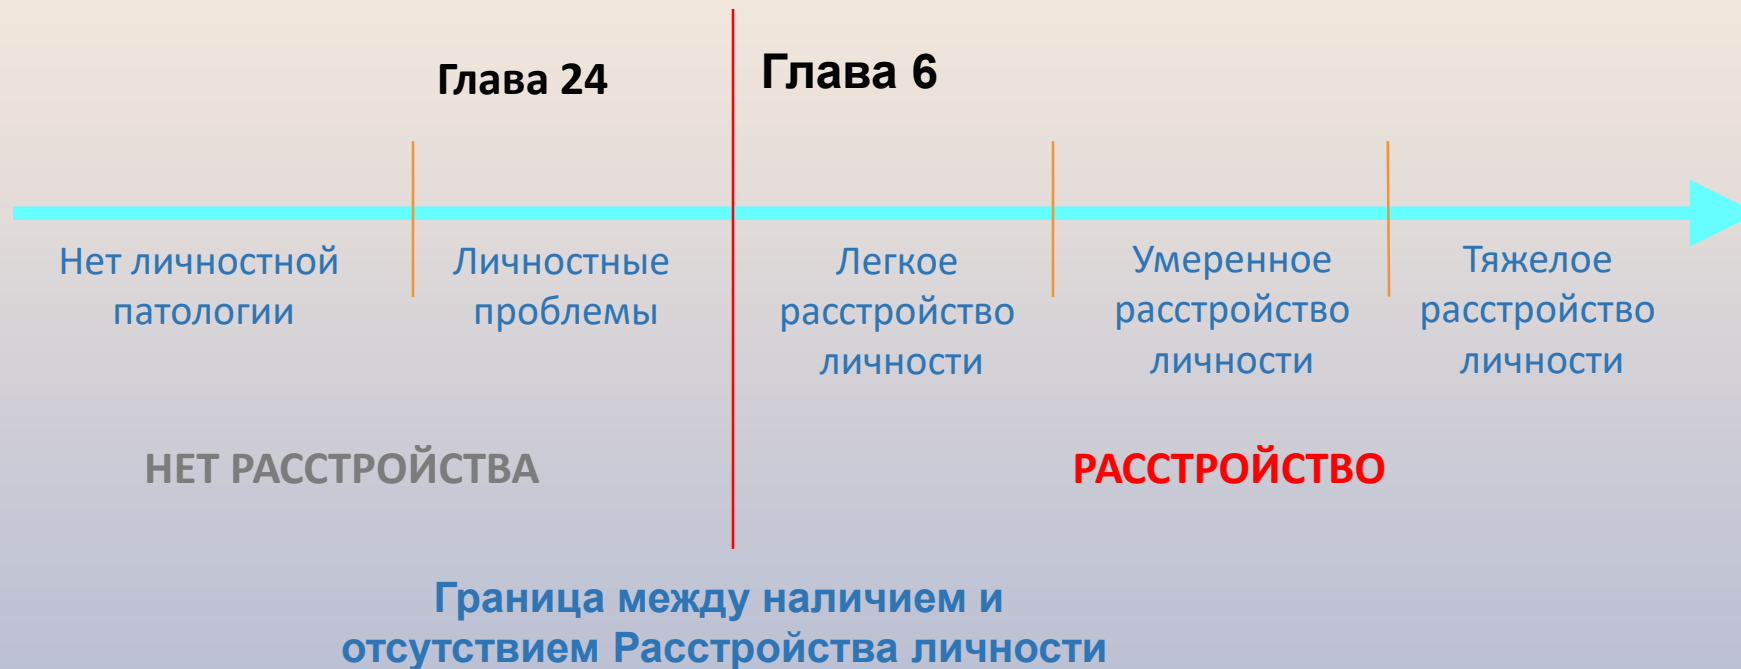 Глава 24
Глава 6
Нет личностной
патологии
Личностные
проблемы
Легкое
расстройство
личности
Умеренное
расстройство
личности
Тяжелое
расстройство
личности
НЕТ РАССТРОЙСТВА
РАССТРОЙСТВО
Граница между наличием и
отсутствием Расстройства личности